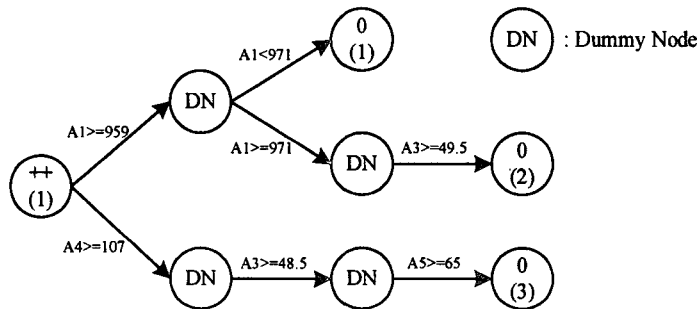 0
(1)
DN
: Dummy Node
A1<971
DN
A1>=959
A1>=971
DN
A3>=49.5
0
(2)
++
(1)
A4>=107
DN
A3>=48.5
DN
A5>=65
0
(3)